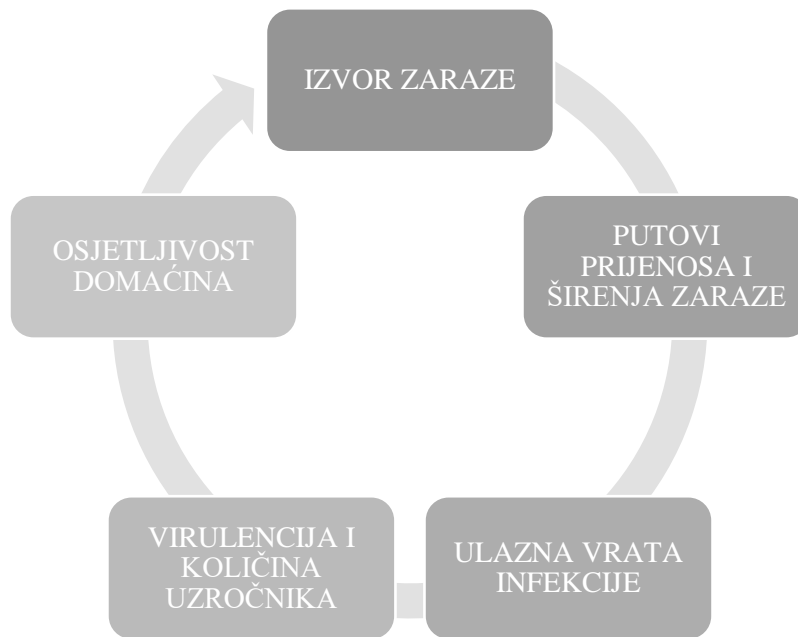 IZVOR ZARAZE
PUTOVI
PRIJENOSA I
ŠIRENJA ZARAZE
ULAZNA VRATA
INFEKCIJE
VIRULENCIJA I
KOLIČINA
UZROČNIKA
OSJETLJIVOST
DOMAĆINA